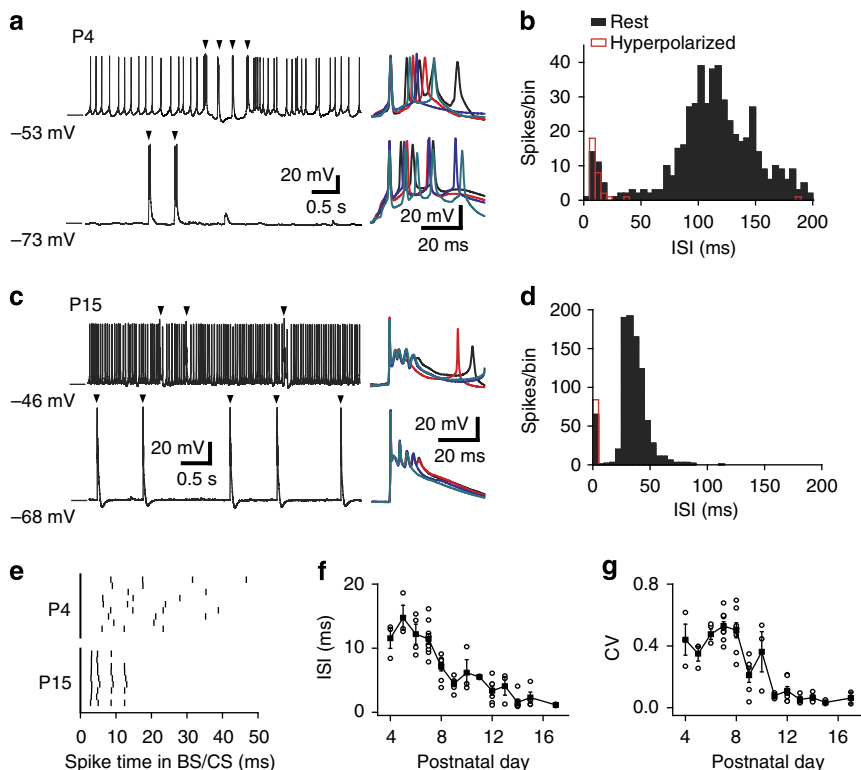 a
P4
−53 mV
−73 mV
20 mV
0.5 s
20 mV
20 ms
b
Rest
Hyperpolarized
Spikes/bin
40
30
20
10
0
0 50 100 150 200
ISI (ms)
c
P15
−46 mV
−68 mV
20 mV
0.5 s
20 mV
20 ms
d
Spikes/bin
200
150
100
50
0
0 50 100 150 200
ISI (ms)
e
P4
P15
0 10 20 30 40 50
Spike time in BS/CS (ms)
f
ISI (ms)
20
10
0
4 8 12 16
Postnatal day
g
CV
0.8
0.4
0.0
4 8 12 16
Postnatal day